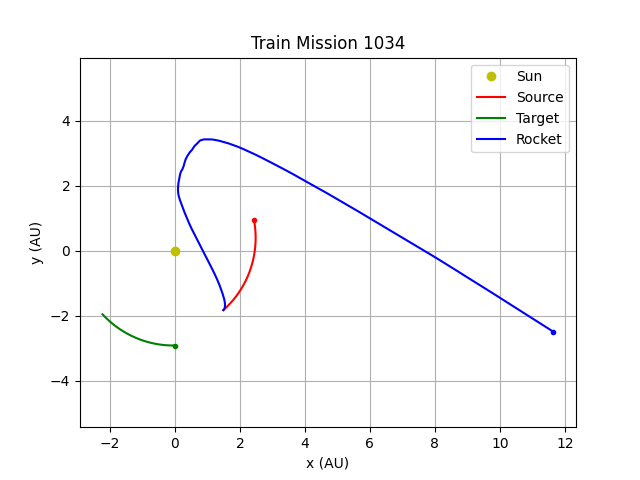 Train Mission 1034
Sun
Source
Target
Rocket
y (AU)
4
2
0
−2
−4
−2 0 2 4 6 8 10 12
x (AU)